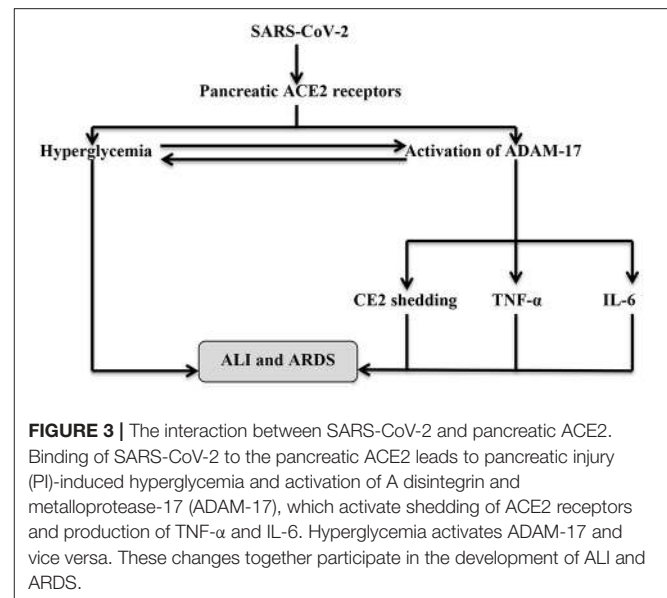 SARS-CoV-2
Pancreatic ACE2 receptors
Hyperglycemia Activation of ADAM-17
CE2 shedding TNF-α IL-6
ALI and ARDS
FIGURE 3 | The interaction between SARS-CoV-2 and pancreatic ACE2.
Binding of SARS-CoV-2 to the pancreatic ACE2 leads to pancreatic injury
(PI)-induced hyperglycemia and activation of A disintegrin and
metalloprotease-17 (ADAM-17), which activate shedding of ACE2 receptors
and production of TNF-α and IL-6. Hyperglycemia activates ADAM-17 and
vice versa. These changes together participate in the development of ALI and
ARDS.